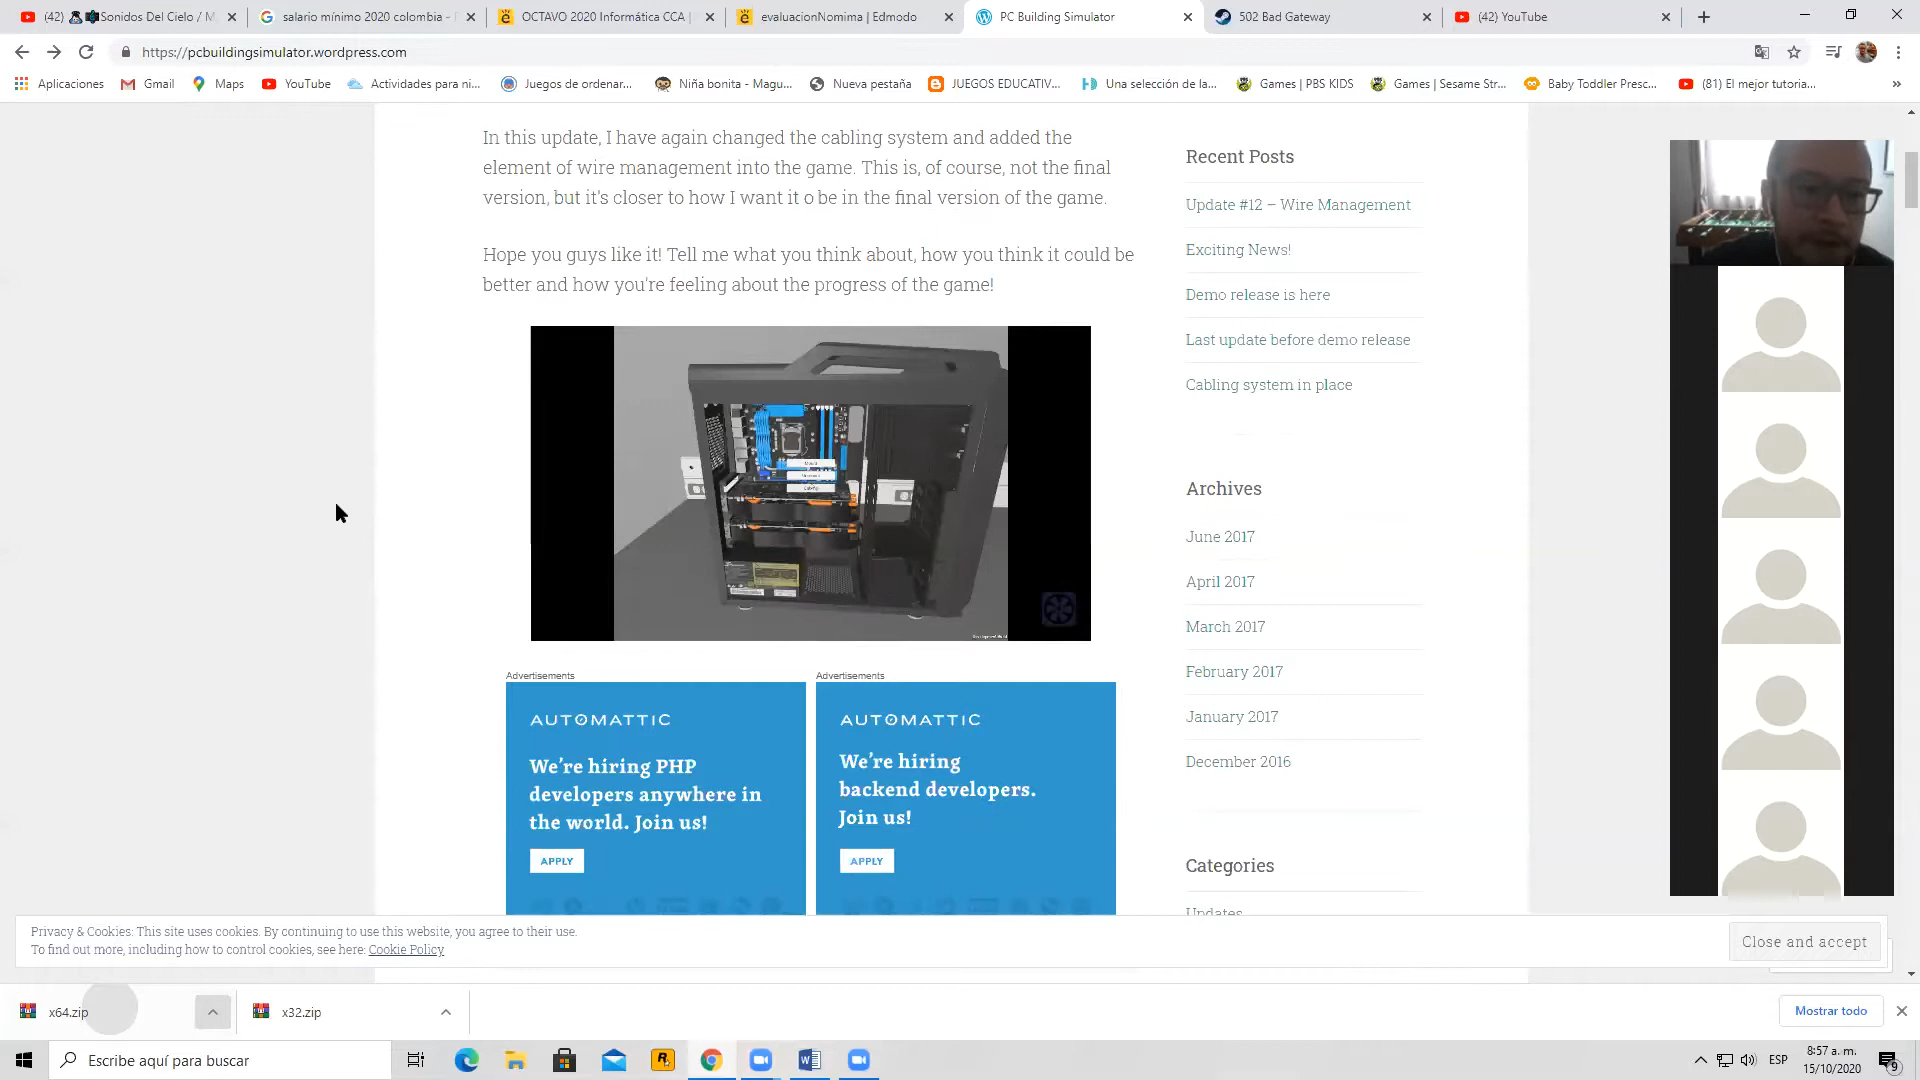 (42) Sonidos Del Cielo / M
salario mínimo 2020 colombia -
OCTAVO 2020 Informática CCA |
evaluacionNomima | Edmodo
PC Building Simulator
502 Bad Gateway
(42) YouTube
https://pcbuildingsimulator.wordpress.com
Aplicaciones
Gmail
Maps
YouTube
Actividades para ni...
Juegos de ordenar...
Niña bonita - Magu...
Nueva pestaña
JUEGOS EDUCATIV...
Una selección de la...
Games | PBS KIDS
Games | Sesame Str...
Baby Toddler Presc...
(81) El mejor tutoria...
In this update, I have again changed the cabling system and added the
element of wire management into the game. This is, of course, not the final
version, but it's closer to how I want it o be in the final version of the game.
Hope you guys like it! Tell me what you think about, how you think it could be
better and how you're feeling about the progress of the game!
Recent Posts
Update #12 – Wire Management
Exciting News!
Demo release is here
Last update before demo release
Cabling system in place
Archives
June 2017
April 2017
March 2017
February 2017
January 2017
December 2016
Categories
Updates
Advertisements
AUTOMATTIC
We're hiring PHP
developers anywhere in
the world. Join us!
APPLY
Advertisements
AUTOMATTIC
We're hiring
backend developers.
Join us!
APPLY
Privacy & Cookies: This site uses cookies. By continuing to use this website, you agree to their use.
To find out more, including how to control cookies, see here: Cookie Policy
Close and accept
x64.zip
x32.zip
Mostrar todo
Escribe aquí para buscar
ESP
8:57 a. m.
15/10/2020
9